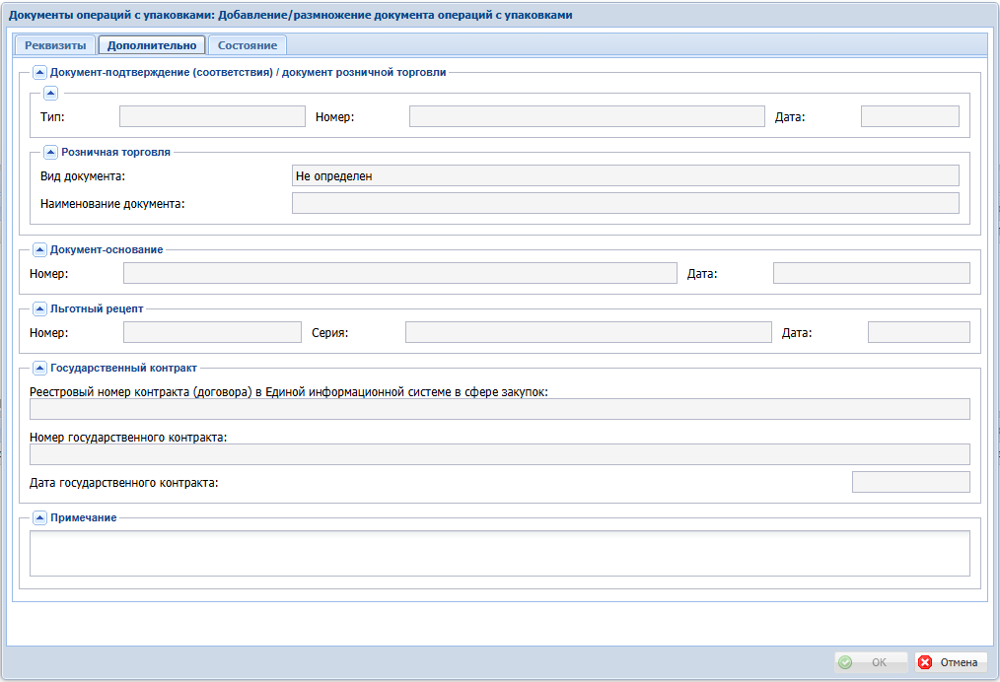 Документы операций с упаковками: Добавление/размножение документа операций с упаковками
Реквизиты Дополнительно Состояние
Документ-подтверждение (соответствия) / документ розничной торговли
Тип: Номер: Дата:
Розничная торговля
Вид документа: Не определен
Наименование документа:
Документ-основание
Номер: Дата:
Льготный рецепт
Номер: Серия: Дата:
Государственный контракт
Реестровый номер контракта (договора) в Единой информационной системе в сфере закупок:
Номер государственного контракта:
Дата государственного контракта:
Примечание
ОК Отмена